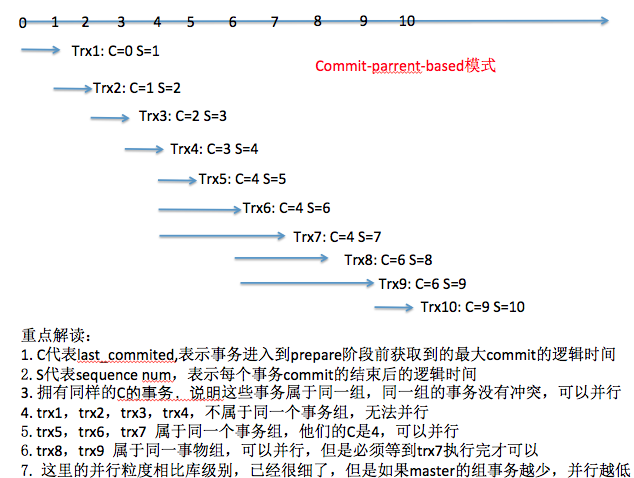 0 1 2 3 4 5 6 7 8 9 10
Trx1: C=0 S=1
Commit-parrent-based模式
Trx2: C=1 S=2
Trx3: C=2 S=3
Trx4: C=3 S=4
Trx5: C=4 S=5
Trx6: C=4 S=6
Trx7: C=4 S=7
Trx8: C=6 S=8
Trx9: C=6 S=9
Trx10: C=9 S=10
重点解读：
1. C代表last_commited,表示事务进入到prepare阶段前获取到的最大commit的逻辑时间
2. S代表sequence num，表示每个事务commit的结束后的逻辑时间
3. 拥有同样的C的事务．说明这些事务属于同一组，同一组的事务没有冲突，可以并行
4. trx1，trx2，trx3，trx4，不属于同一个事务组，无法并行
5. trx5，trx6，trx7 属于同一个事务组，他们的C是4，可以并行
6. trx8，trx9 属于同一事物组，可以并行，但是必须等到trx7执行完才可以
7. 这里的并行粒度相比库级别，已经很细了，但是如果master的组事务越少，并行越低